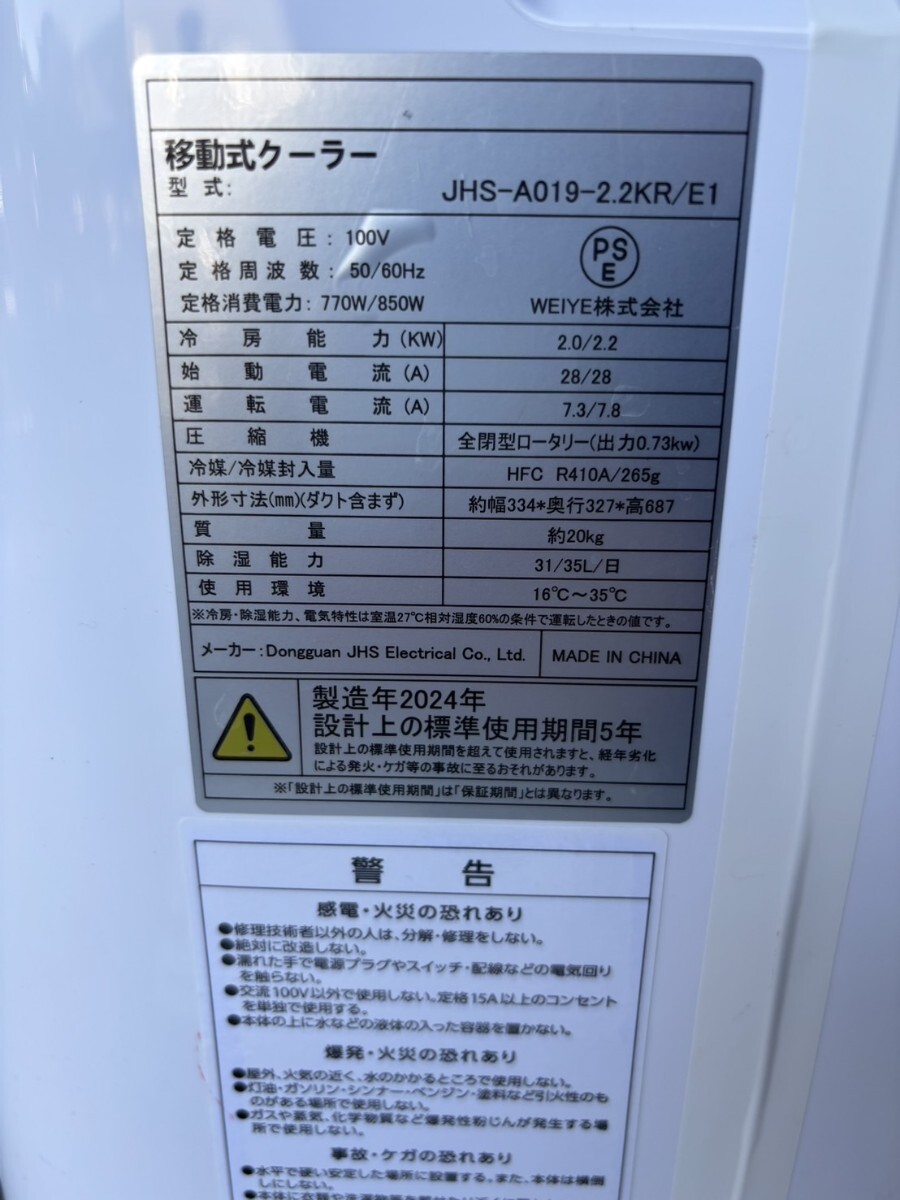 移動式クーラー
型式: JHS-A019-2.2KR/E1
定格電圧: 100V
定格周波数: 50/60Hz
定格消費電力: 770W/850W
PS
E
WEIYE株式会社
冷房能力(KW) 2.0/2.2
始動電流(A) 28/28
運転電流(A) 7.3/7.8
圧縮機 全閉型ロータリー(出力0.73kw)
冷媒/冷媒封入量 HFC R410A/265g
外形寸法(mm)(ダクト含まず) 約幅334*奥行327*高687
質量 約20kg
除湿能力 31/35L/日
使用環境 16℃～35℃
※冷房・除湿能力、電気特性は室温27℃相対湿度60%の条件で運転したときの値です。
メーカー:Dongguan JHS Electrical Co., Ltd. MADE IN CHINA
製造年2024年
設計上の標準使用期間5年
設計上の標準使用期間を超えて使用されますと、経年劣化
による発火・ケガ等の事故に至るおそれがあります。
※「設計上の標準使用期間」は「保証期間」とは異なります。
警告
感電・火災の恐れあり
●修理技術者以外の人は、分解・修理をしない。
●絶対に改造しない。
●濡れた手で電源プラグやスイッチ・配線などの電気回り
を触らない。
●交流100V以外で使用しない。定格15A以上のコンセント
を単独で使用する。
●本体の上に水などの液体の入った容器を置かない。
爆発・火災の恐れあり
●屋外、火気の近く、水のかかるところで使用しない。
●灯油・ガソリン・シンナー・ベンジン・塗料など引火性のも
のがある場所で使用しない。
●ガスや蒸気、化学物質など爆発性粉じんが発生する場
所で使用しない。
事故・ケガの恐れあり
●水平で硬い安定した場所に設置する。また、本体は横倒
しにしない。